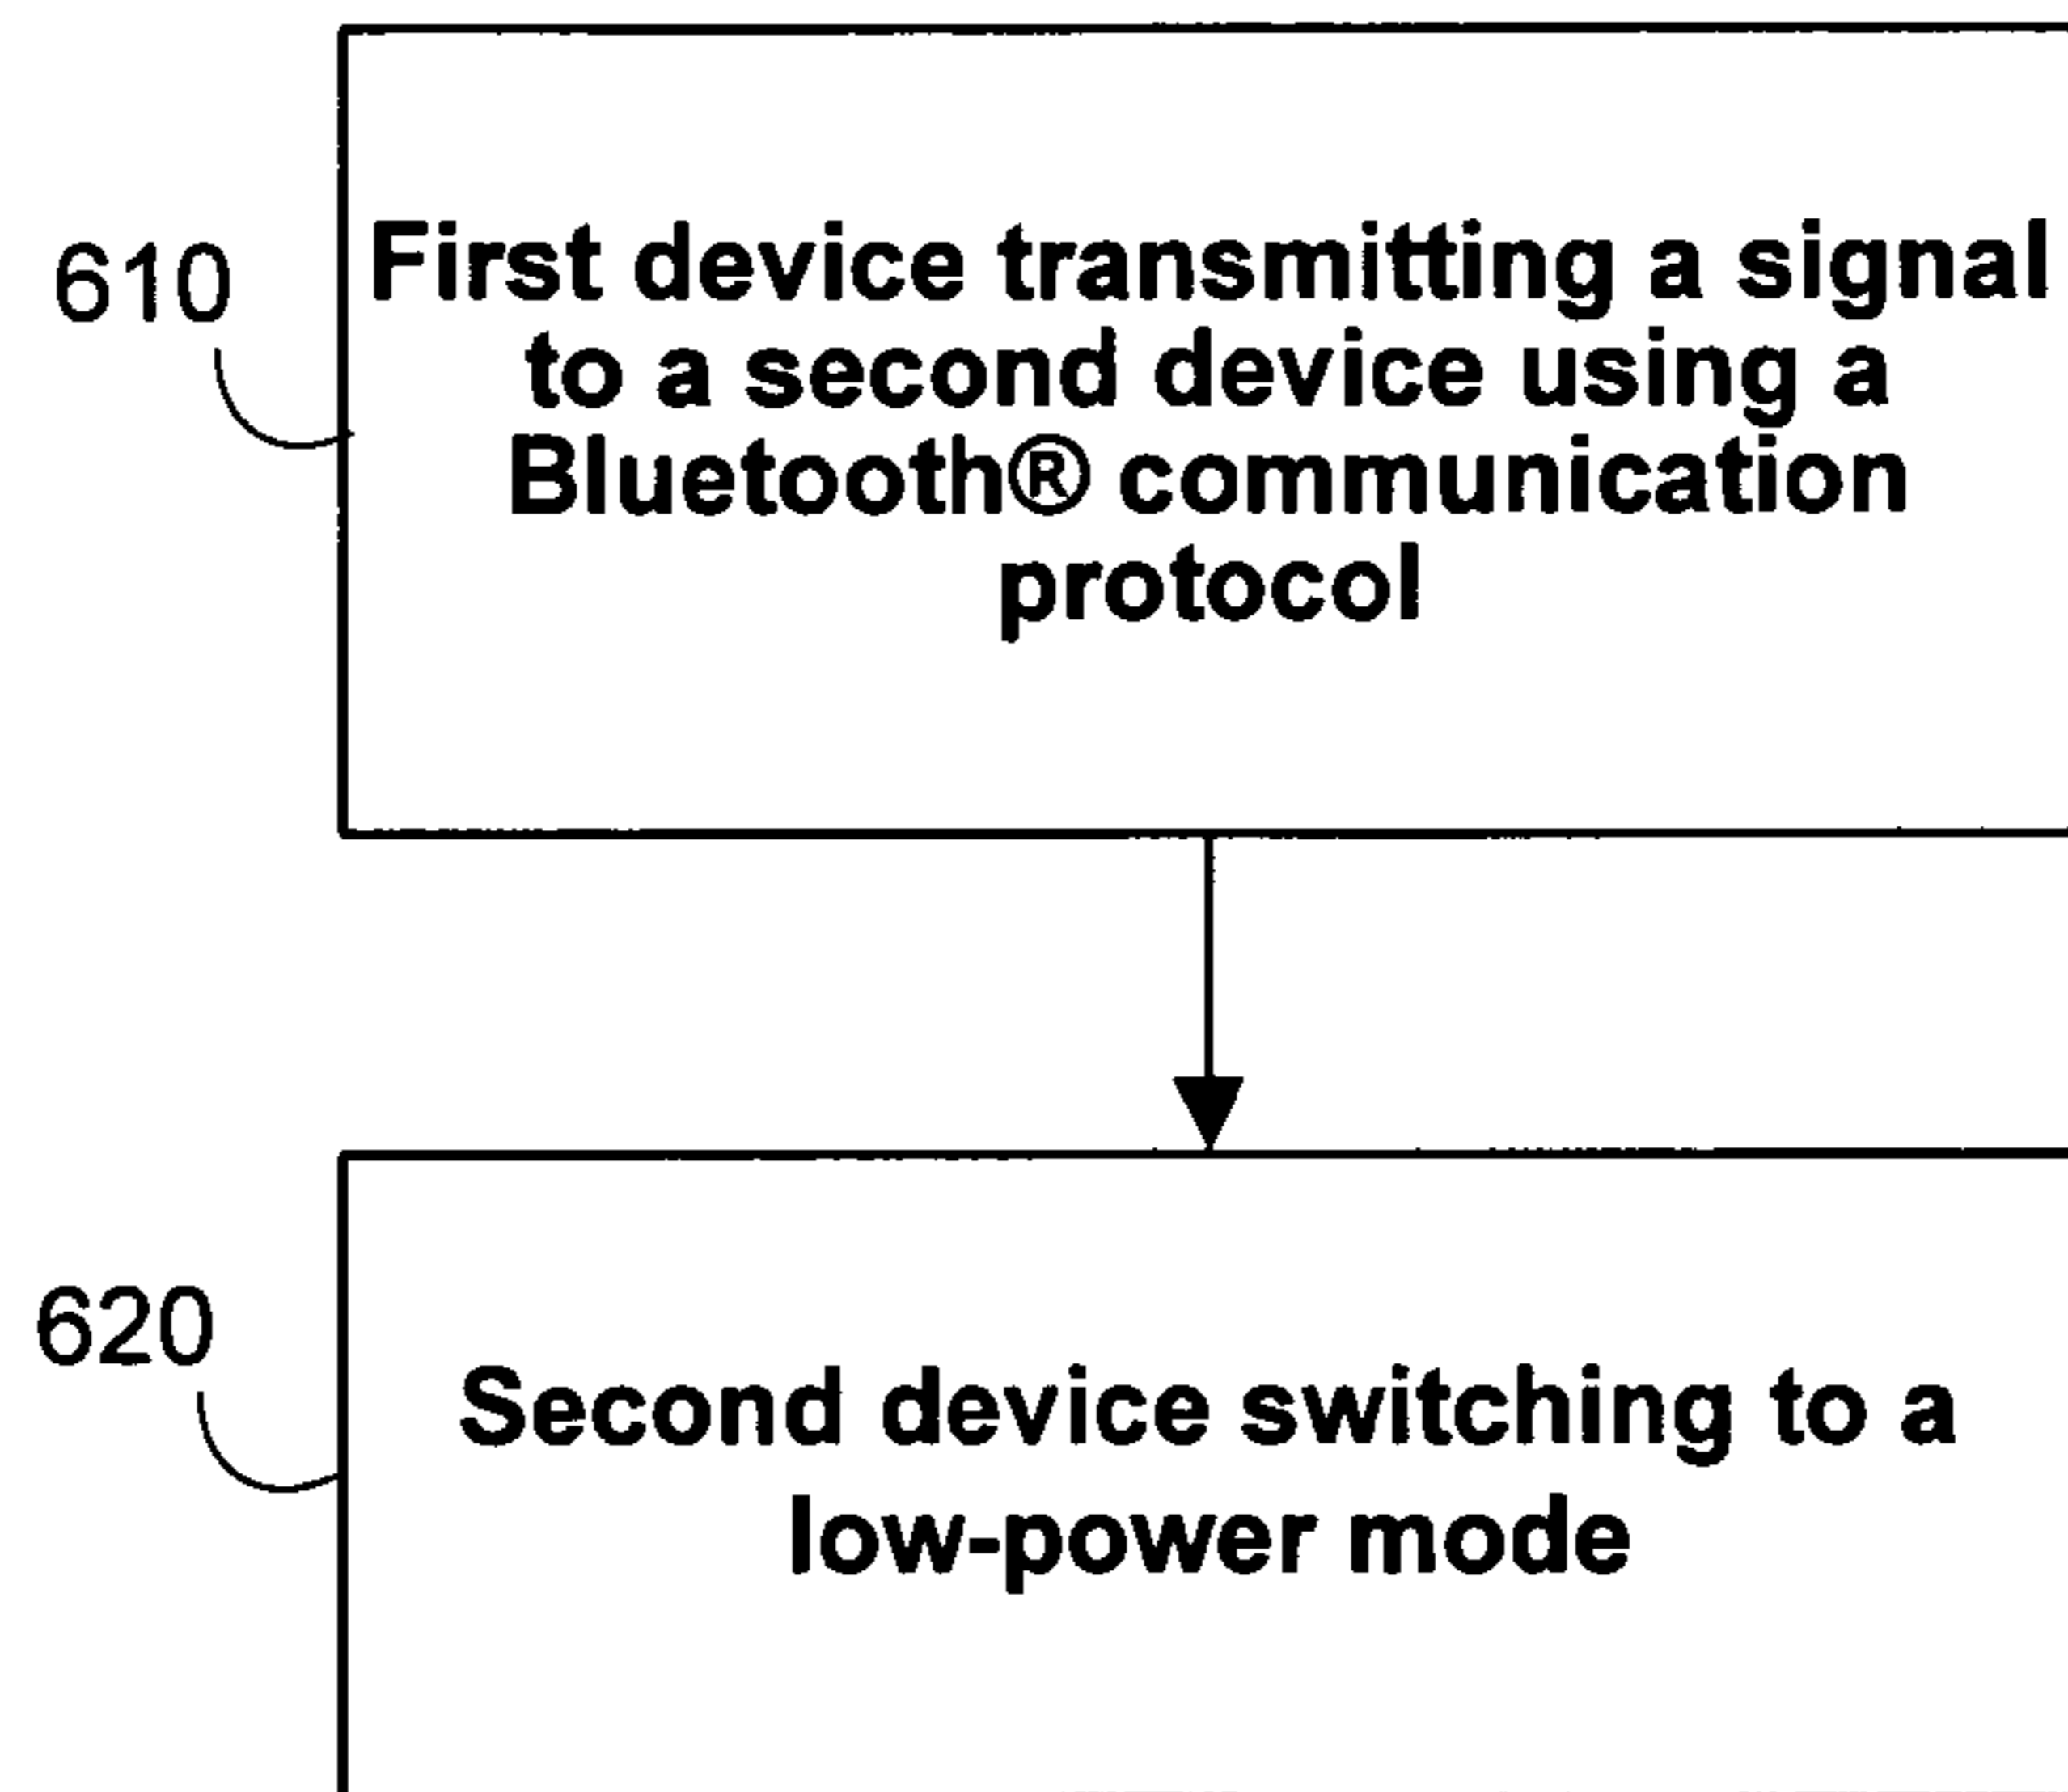 610
First device transmitting a signal
to a second device using a
Bluetooth® communication
protocol
620
Second device switching to a
low-power mode